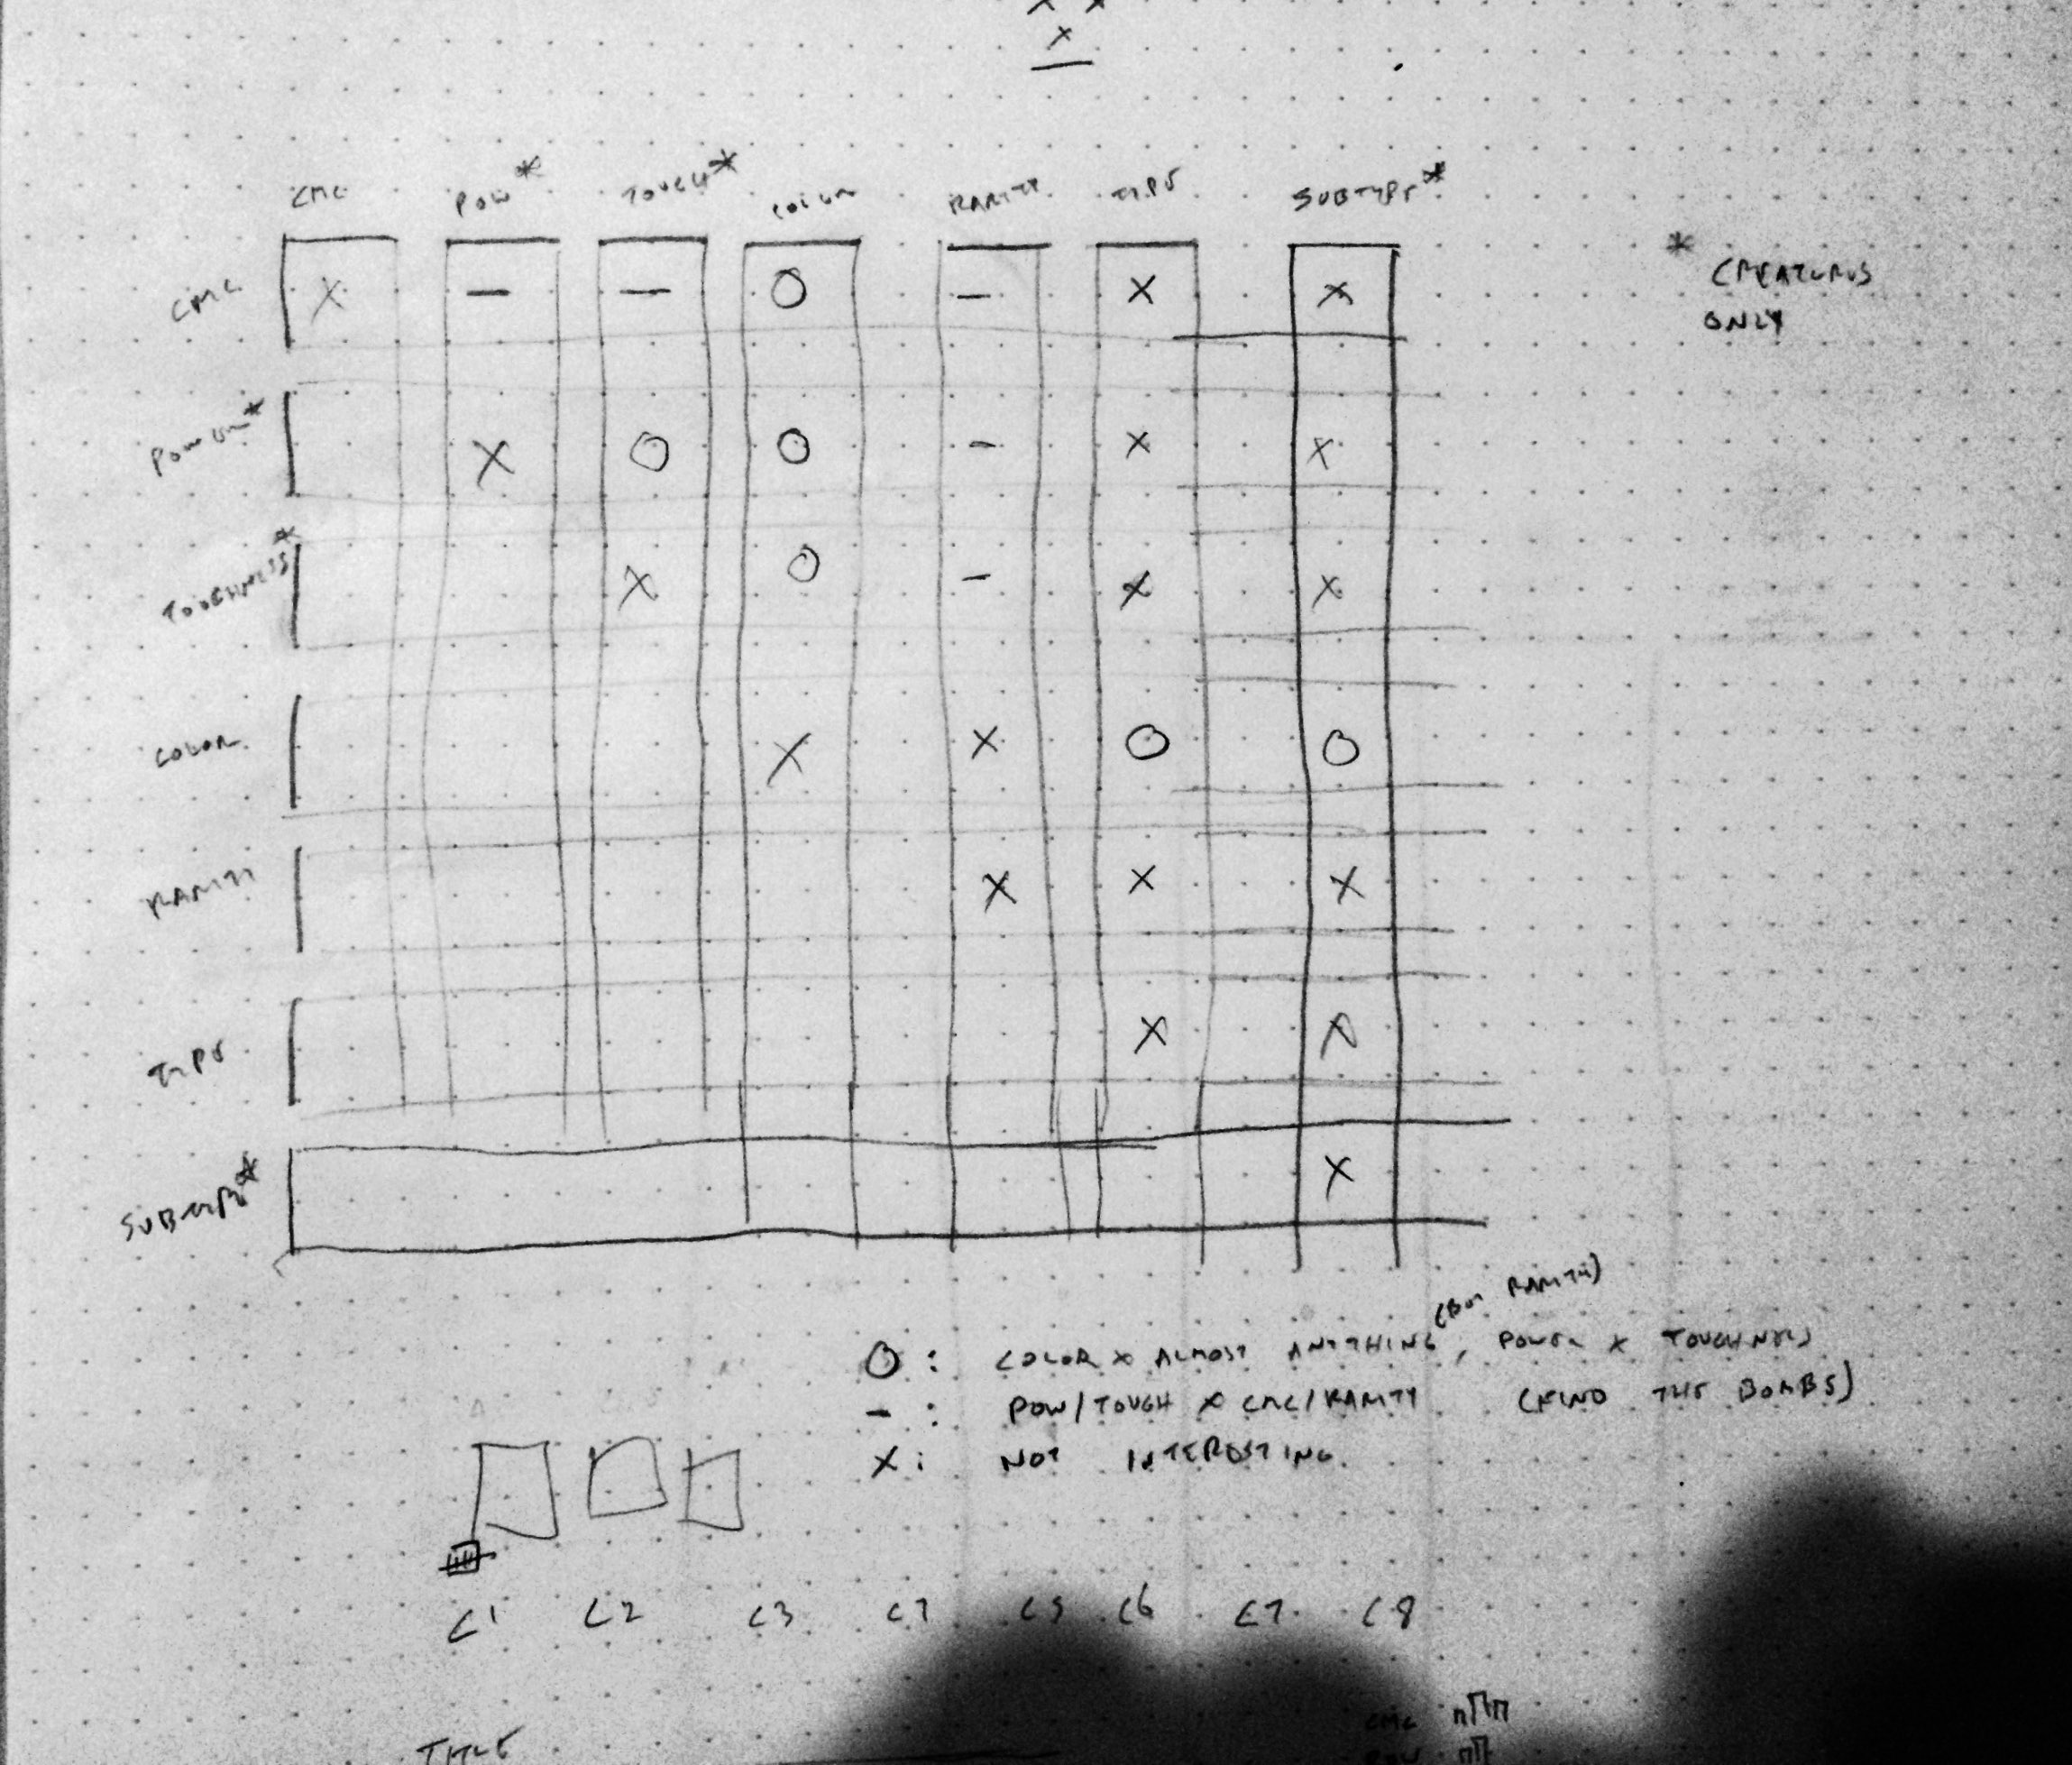 X X
X
CMC POW* TOUGH* COLOR RARITY TYPE SUBTYPE*
* CREATURES
ONLY
CMC X — — O — X X
POWER* X O O — X X
TOUGHNESS* X O — X X
COLOR X X O O
RARITY X X X
TYPE X X
SUBTYPE* X
(BUT RARITY)
O : COLOR X ALMOST ANYTHING, POWER X TOUGHNESS
— : POW/TOUGH X CMC/RARITY (FIND THE BOMBS)
X : NOT INTERESTING
C1 C2 C3 C5 C6 C7 C8
CMC
TITLE POW